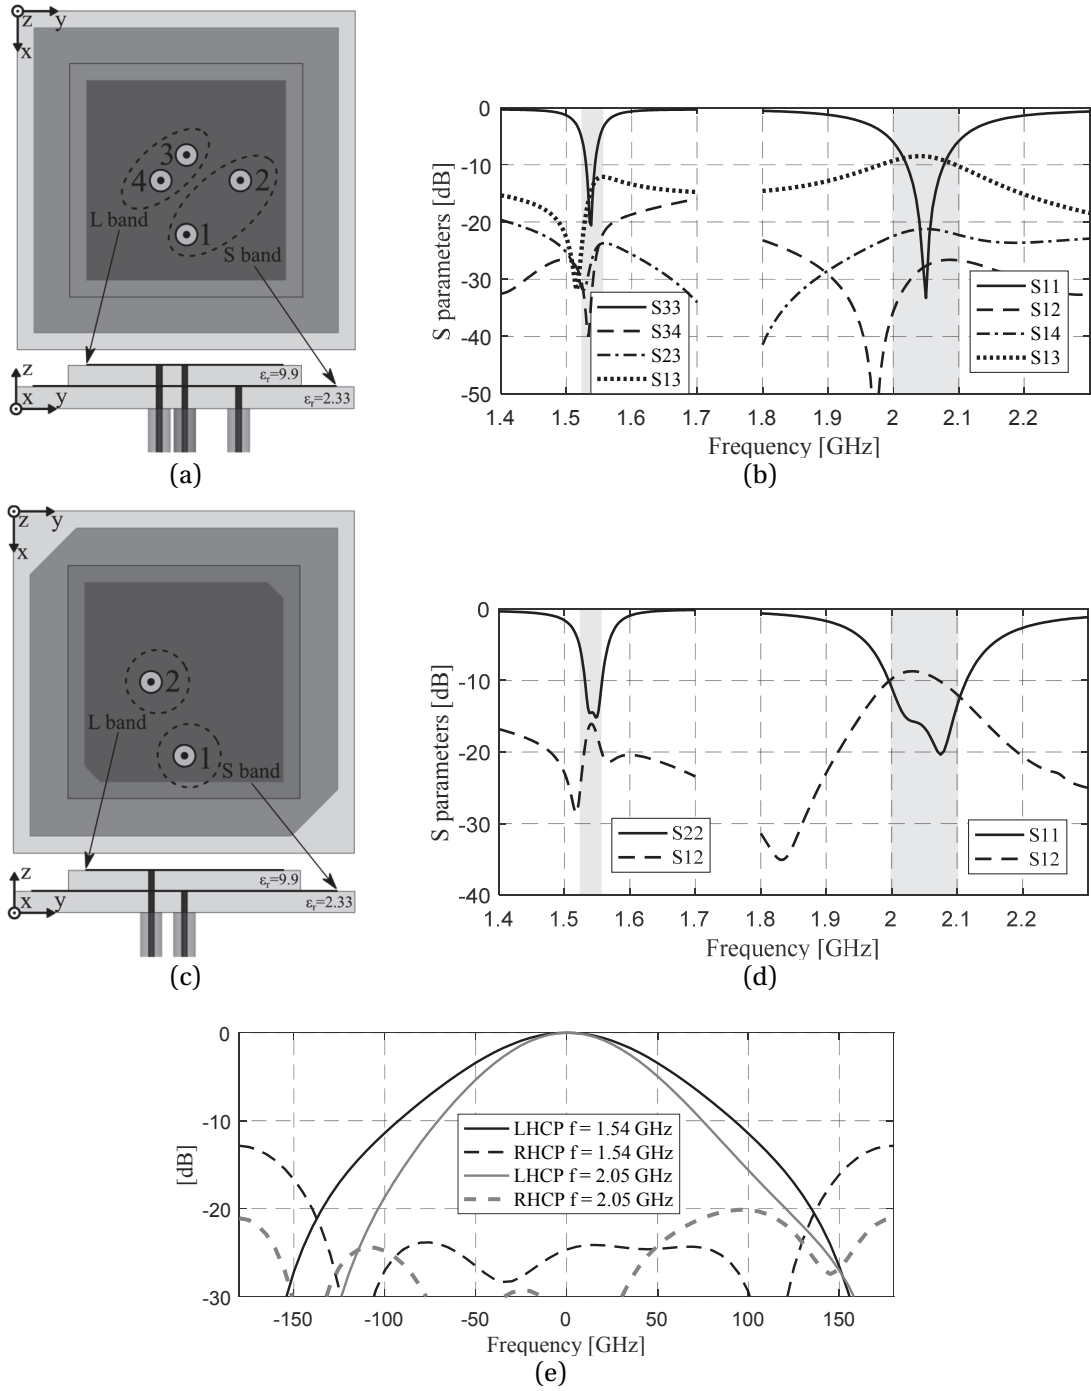 z
y
x
3
4
2
1
L band
S band
z
x
y
εr=9.9
εr=2.33
(a)
0
-10
-20
-30
-40
-50
S parameters [dB]
S33
S34
S23
S13
S11
S12
S14
S13
1.4
1.5
1.6
1.7
1.8
1.9
2
2.1
2.2
Frequency [GHz]
(b)
z
y
x
2
1
L band
S band
z
x
y
εr=9.9
εr=2.33
(c)
0
-10
-20
-30
-40
S parameters [dB]
S22
S12
S11
S12
1.4
1.5
1.6
1.7
1.8
1.9
2
2.1
2.2
Frequency [GHz]
(d)
0
-10
-20
-30
[dB]
LHCP f = 1.54 GHz
RHCP f = 1.54 GHz
LHCP f = 2.05 GHz
RHCP f = 2.05 GHz
-150
-100
-50
0
50
100
150
Frequency [GHz]
(e)